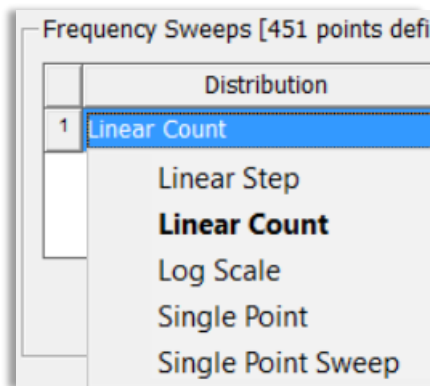 Frequency Sweeps [451 points defi
Distribution
1 Linear Count
Linear Step
Linear Count
Log Scale
Single Point
Single Point Sweep